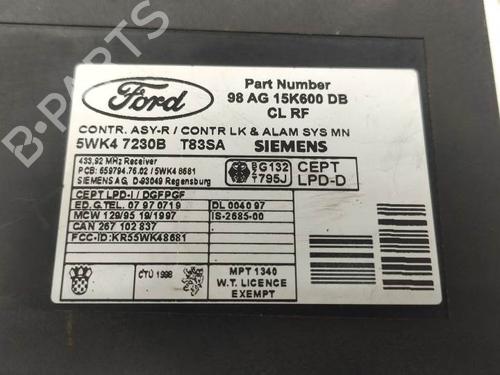 B-PARTS
Ford
Part Number
98 AG 15K600 DB
CL RF
CONTR. ASY-R / CONTR LK & ALAM SYS MN
5WK4 7230B T83SA SIEMENS
433,92 MHz Receiver
PCB: 659794.76.02 / 5WK4 8681
SIEMENS AG, D-93049 Regensburg
BG132
ZT795J
CEPT
LPD-D
CEPT LPD-I / DGFPGF
ED.G.TEL. 07 97 0719
DL 0040 97
MCW 129/95 19/1997
IS-2685-00
CAN 267 102 837
FCC-ID:KR55WK48681
ČTÚ 1998
MPT 1340
W.T. LICENCE
EXEMPT